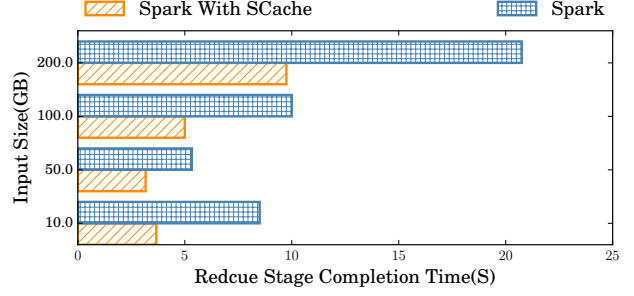 Spark With SCache Spark
Input Size(GB)
200.0
100.0
50.0
10.0
0 5 10 15 20 25
Redcue Stage Completion Time(S)